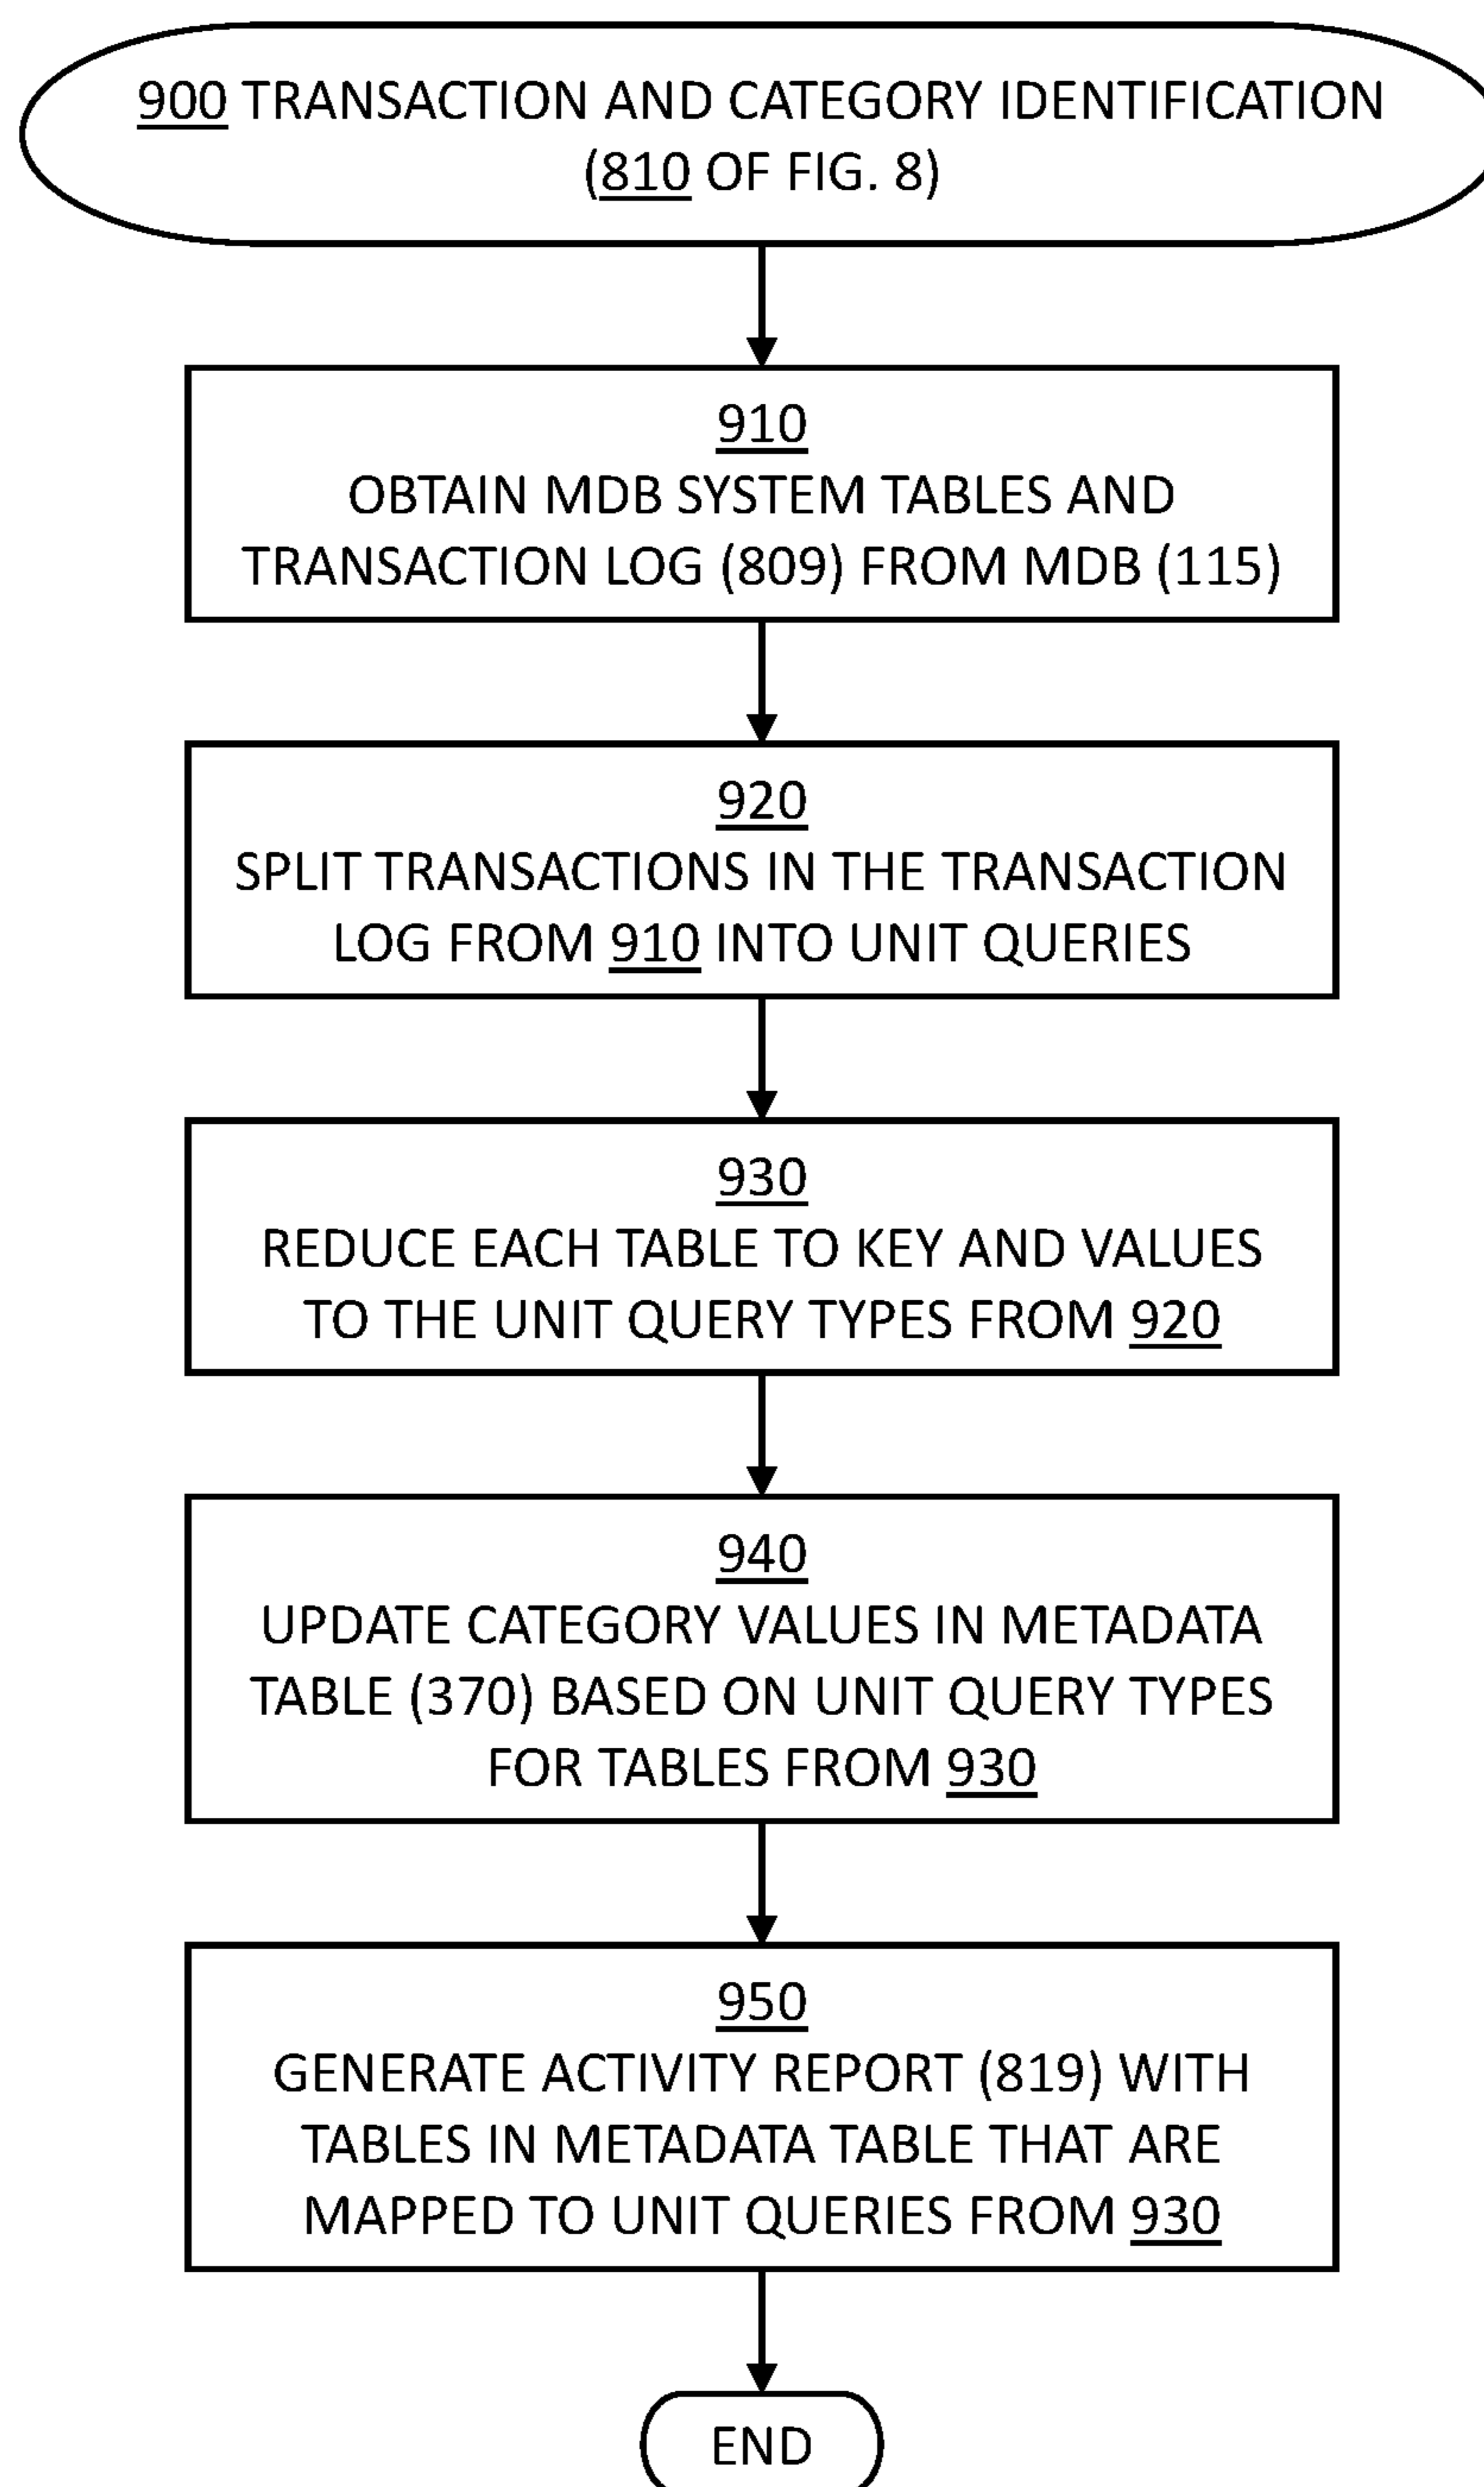 900 TRANSACTION AND CATEGORY IDENTIFICATION
(810 OF FIG. 8)
910
OBTAIN MDB SYSTEM TABLES AND
TRANSACTION LOG (809) FROM MDB (115)
920
SPLIT TRANSACTIONS IN THE TRANSACTION
LOG FROM 910 INTO UNIT QUERIES
930
REDUCE EACH TABLE TO KEY AND VALUES
TO THE UNIT QUERY TYPES FROM 920
940
UPDATE CATEGORY VALUES IN METADATA
TABLE (370) BASED ON UNIT QUERY TYPES
FOR TABLES FROM 930
950
GENERATE ACTIVITY REPORT (819) WITH
TABLES IN METADATA TABLE THAT ARE
MAPPED TO UNIT QUERIES FROM 930
END